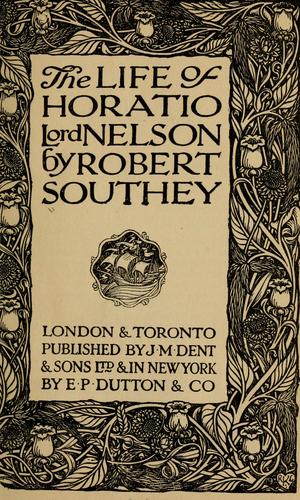 The LIFE of
HORATIO
lord NELSON
by ROBERT
SOUTHEY
LONDON & TORONTO
PUBLISHED BY J·M·DENT
& SONS LTD & IN NEW YORK
BY E·P·DUTTON & CO